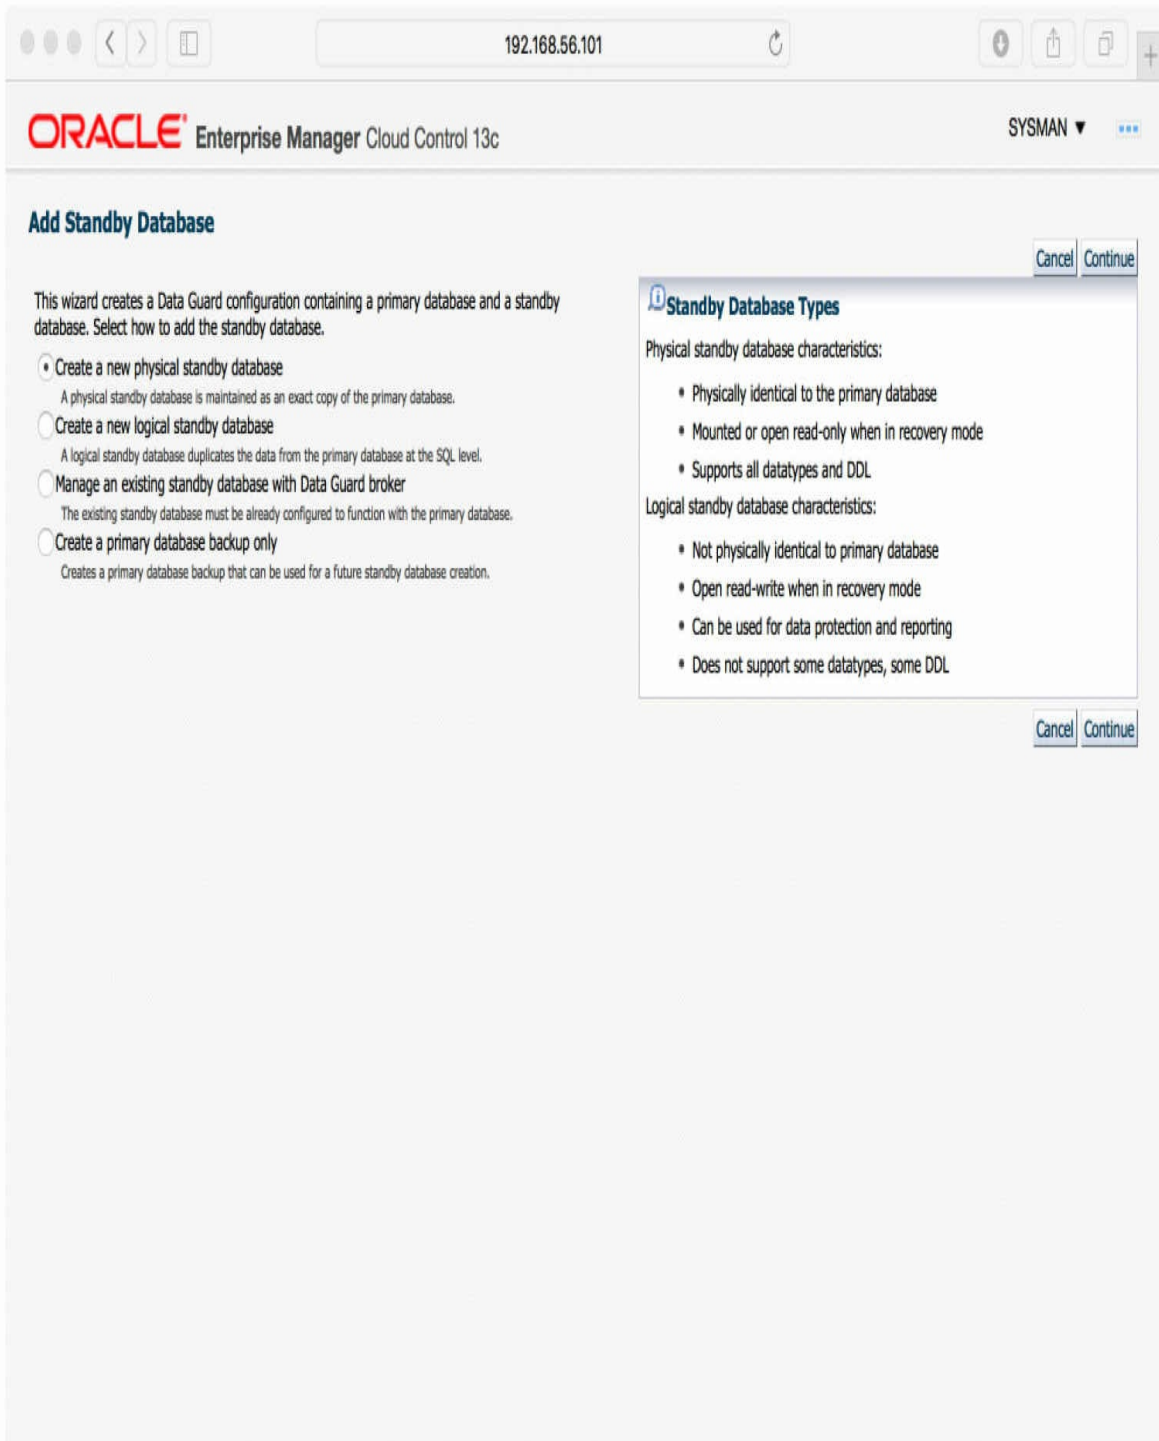 192.168.56.101
ORACLE® Enterprise Manager Cloud Control 13c
SYSMAN ▼
Add Standby Database
Cancel Continue
This wizard creates a Data Guard configuration containing a primary database and a standby
database. Select how to add the standby database.
Create a new physical standby database
A physical standby database is maintained as an exact copy of the primary database.
Create a new logical standby database
A logical standby database duplicates the data from the primary database at the SQL level.
Manage an existing standby database with Data Guard broker
The existing standby database must be already configured to function with the primary database.
Create a primary database backup only
Creates a primary database backup that can be used for a future standby database creation.
Standby Database Types
Physical standby database characteristics:
• Physically identical to the primary database
• Mounted or open read-only when in recovery mode
• Supports all datatypes and DDL
Logical standby database characteristics:
• Not physically identical to primary database
• Open read-write when in recovery mode
• Can be used for data protection and reporting
• Does not support some datatypes, some DDL
Cancel Continue